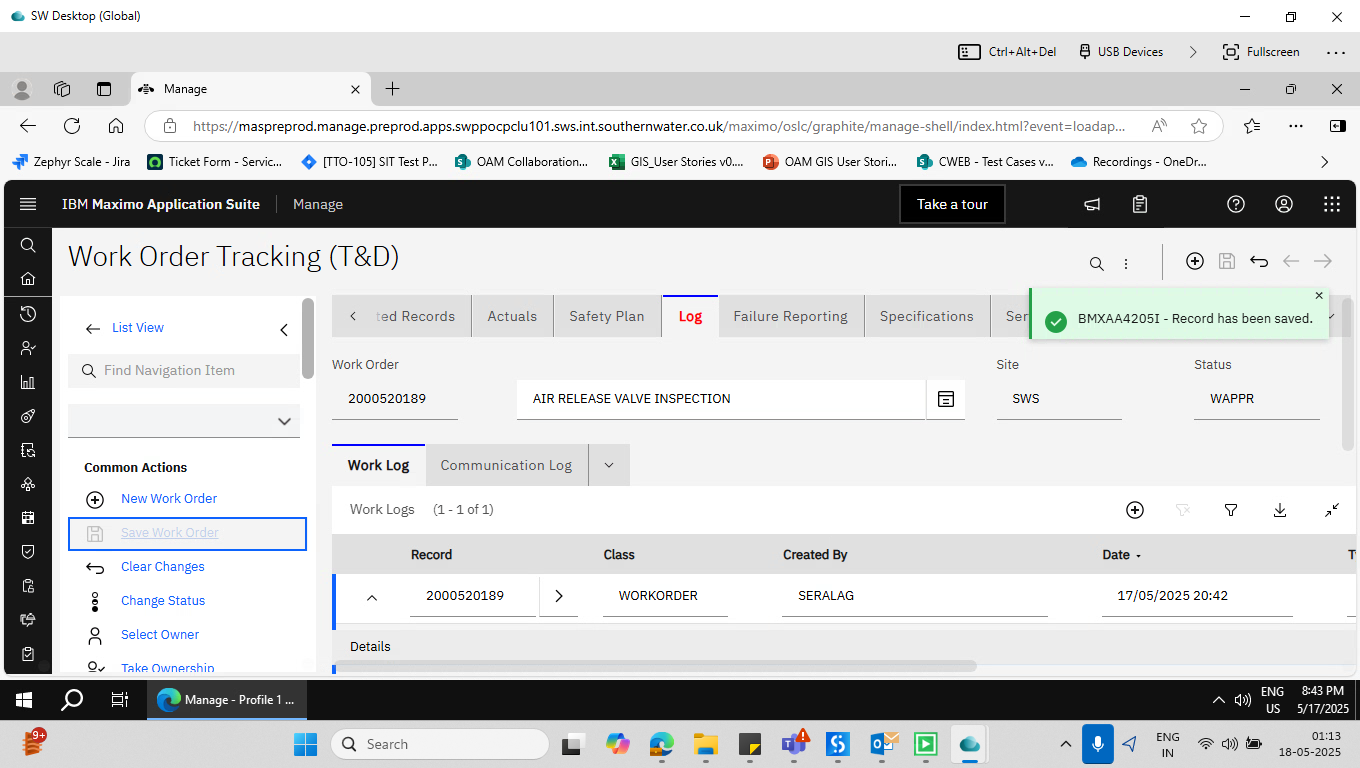 SW Desktop (Global)
Ctrl+Alt+Del
USB Devices
Fullscreen
Manage
https://maspreprod.manage.preprod.apps.swppocpclu101.sws.int.southernwater.co.uk/maximo/oslc/graphite/manage-shell/index.html?event=loadap...
Zephyr Scale - Jira
Ticket Form - Servic...
[TTO-105] SIT Test P...
OAM Collaboration...
GIS_User Stories v0....
OAM GIS User Stori...
CWEB - Test Cases v...
Recordings - OneDr...
IBM Maximo Application Suite
Manage
Take a tour
Work Order Tracking (T&D)
List View
Find Navigation Item
Common Actions
New Work Order
Save Work Order
Clear Changes
Change Status
Select Owner
Take Ownership
ted Records
Actuals
Safety Plan
Log
Failure Reporting
Specifications
Ser
BMXAA4205I - Record has been saved.
Work Order
Site
Status
2000520189
AIR RELEASE VALVE INSPECTION
SWS
WAPPR
Work Log
Communication Log
Work Logs (1 - 1 of 1)
Record
Class
Created By
Date
T
2000520189
WORKORDER
SERALAG
17/05/2025 20:42
Details
Manage - Profile 1 ...
ENG
US
8:43 PM
5/17/2025
9+
Search
ENG
IN
01:13
18-05-2025